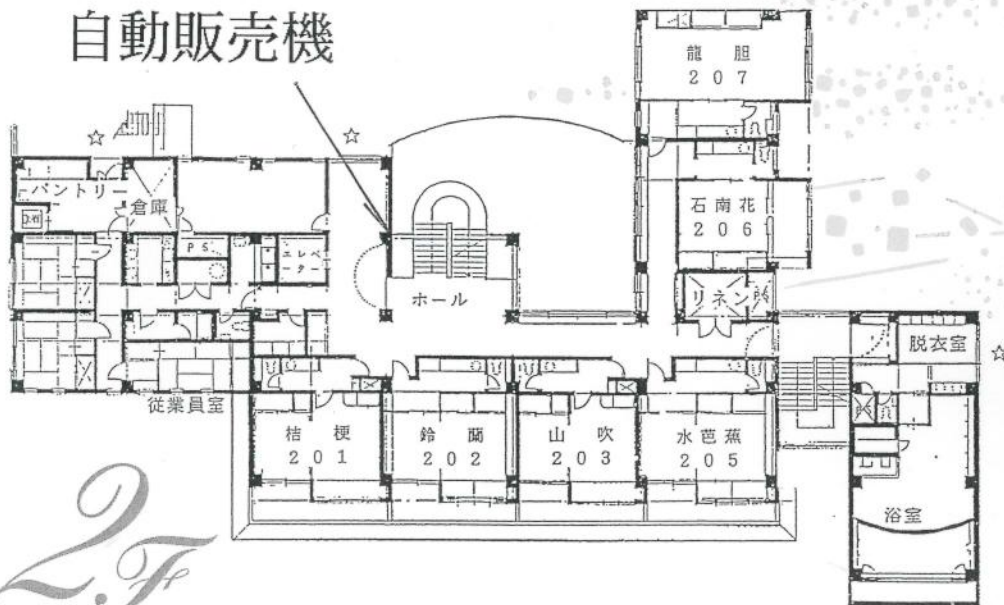 自動販売機
龍胆
207
パントリー
倉庫
石南花
206
PS
エレベ
ーター
リネン
ホール
脱衣室
従業員室
桔梗
201
鈴蘭
202
山吹
203
水芭蕉
205
浴室
2.F